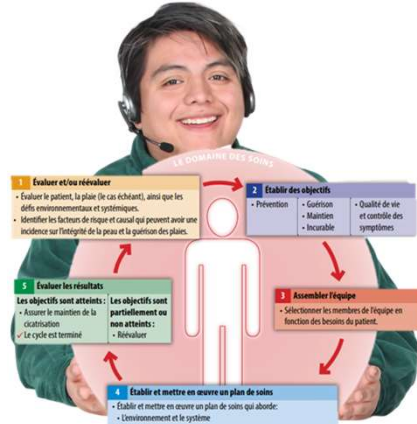 LE DOMAINE DES SOINS
1 Évaluer et/ou réévaluer
• Évaluer le patient, la plaie (le cas échéant), ainsi que les
défis environnementaux et systémiques.
• Identifier les facteurs de risque et causal qui peuvent avoir une
incidence sur l'intégrité de la peau et la guérison des plaies.
2 Établir des objectifs
• Prévention
• Guérison
• Maintien
• Incurable
• Qualité de vie
et contrôle des
symptômes
3 Assembler l'équipe
• Sélectionner les membres de l'équipe en
fonction des besoins du patient.
4 Établir et mettre en œuvre un plan de soins
• Établir et mettre en œuvre un plan de soins qui aborde:
• L'environnement et le système
5 Évaluer les résultats
Les objectifs sont atteints :
• Assurer le maintien de la
cicatrisation
✓ Le cycle est terminé
Les objectifs sont
partiellement ou
non atteints :
• Réévaluer